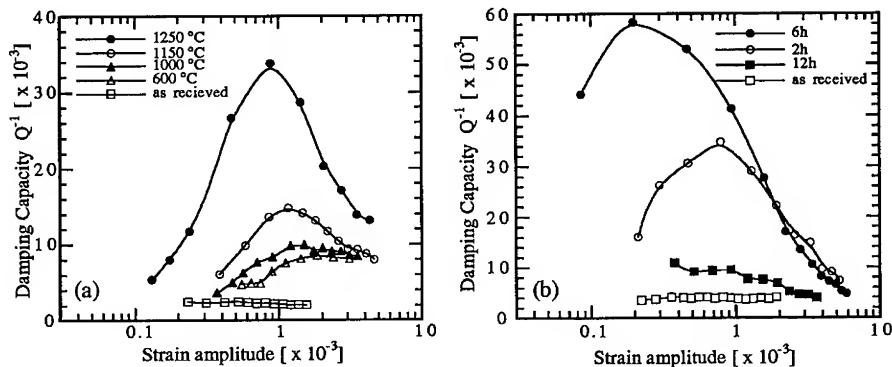 40
30
20
10
0
Damping Capacity Q⁻¹ [ x 10⁻³]
1250 °C
1150 °C
1000 °C
600 °C
as recieved
(a)
0.1
1
10
Strain amplitude [ x 10⁻³]
60
50
40
30
20
10
0
Damping Capacity Q⁻¹ [ x 10⁻³]
6h
2h
12h
as received
(b)
0.1
1
10
Strain amplitude [ x 10⁻³]